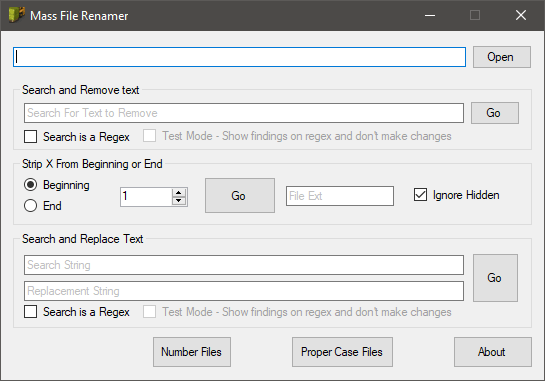 Mass File Renamer
Open
Search and Remove text
Search For Text to Remove
Go
Search is a Regex
Test Mode - Show findings on regex and don't make changes
Strip X From Beginning or End
Beginning
End
1
Go
File Ext
Ignore Hidden
Search and Replace Text
Search String
Replacement String
Go
Search is a Regex
Test Mode - Show findings on regex and don't make changes
Number Files
Proper Case Files
About